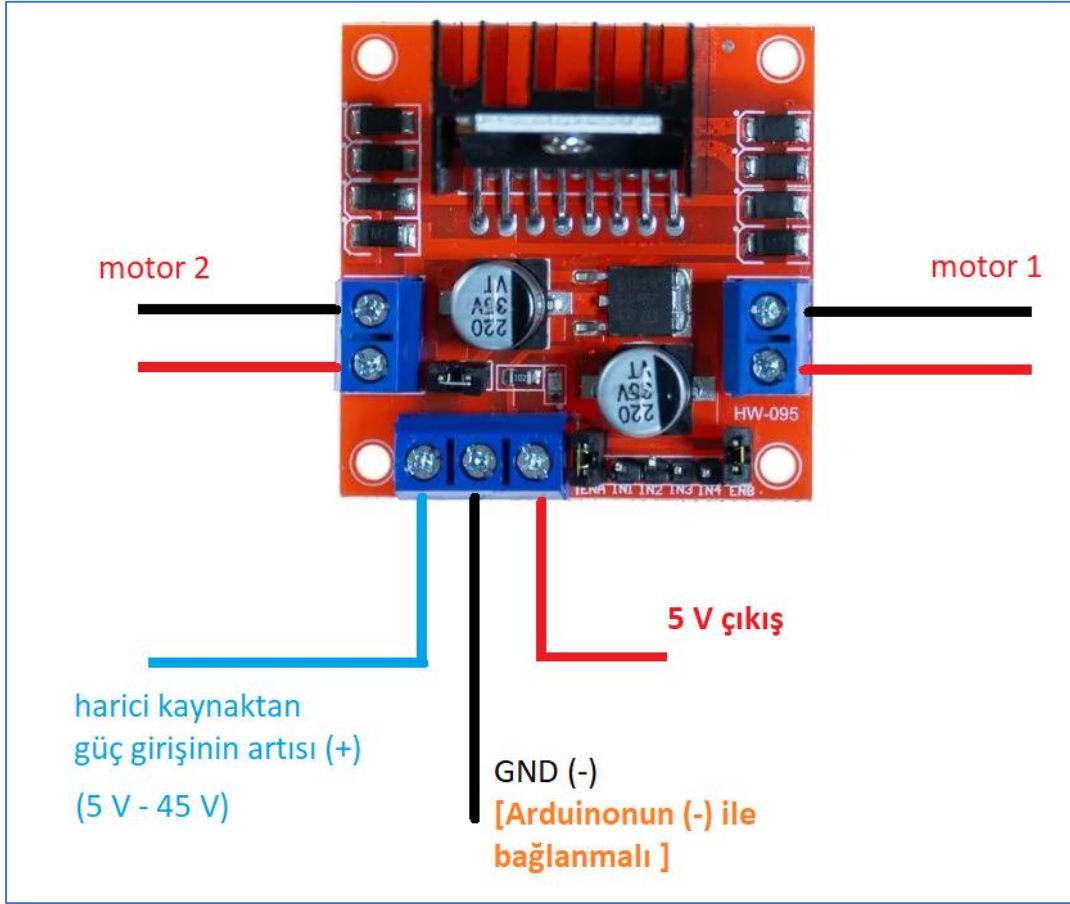 motor 2
motor 1
220
35V
VT
220
35V
VT
102
HW-095
ENA IN1 IN2 IN3 IN4 ENB
5 V çıkış
harici kaynaktan
güç girişinin artısı (+)
(5 V - 45 V)
GND (-)
[Arduinonun (-) ile
bağlanmalı ]